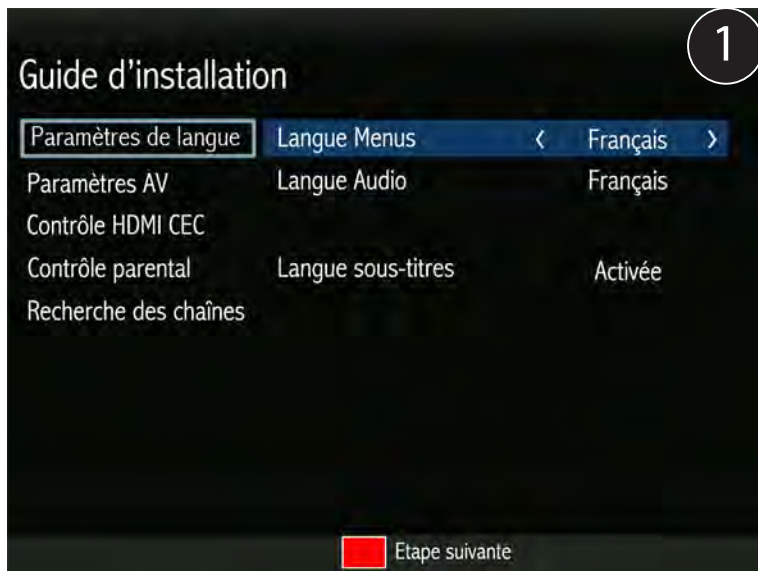 1
Guide d'installation
Paramètres de langue Langue Menus < Français >
Paramètres AV Langue Audio Français
Contrôle HDMI CEC
Contrôle parental Langue sous-titres Activée
Recherche des chaînes
Etape suivante